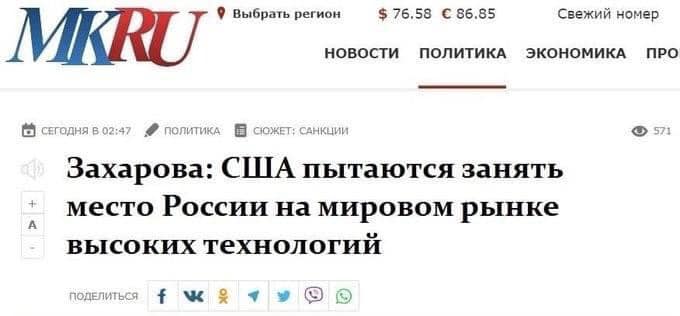 MKRU
Выбрать регион $ 76.58 € 86.85 Свежий номер
НОВОСТИ ПОЛИТИКА ЭКОНОМИКА ПРО
СЕГОДНЯ В 02:47 ПОЛИТИКА СЮЖЕТ: САНКЦИИ 571
Захарова: США пытаются занять
место России на мировом рынке
высоких технологий
+
А
-
ПОДЕЛИТЬСЯ